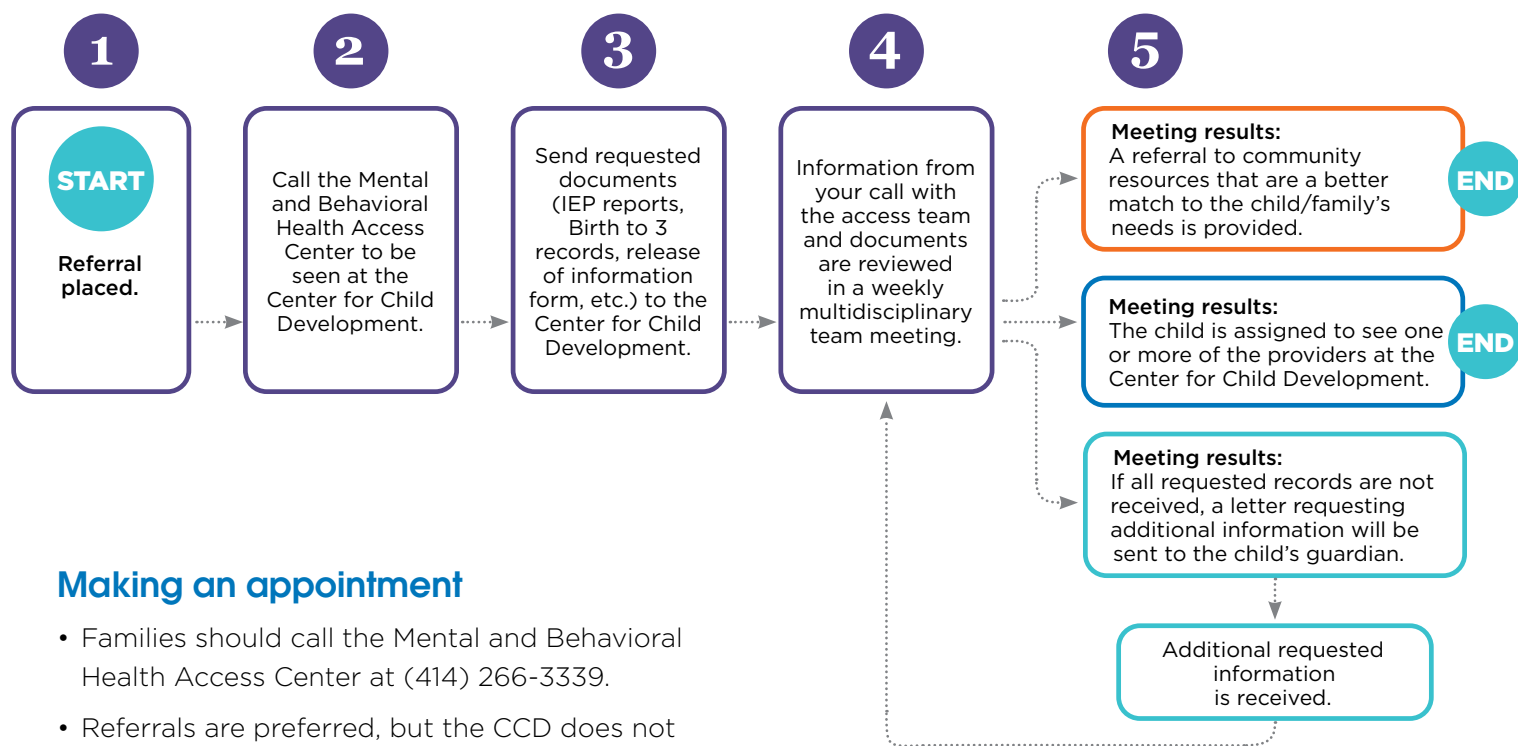 1
2
3
4
5
START
Referral
placed.
Call the Mental
and Behavioral
Health Access
Center to be
seen at the
Center for Child
Development.
Send requested
documents
(IEP reports,
Birth to 3
records, release
of information
form, etc.) to the
Center for Child
Development.
Information from
your call with
the access team
and documents
are reviewed
in a weekly
multidisciplinary
team meeting.
Meeting results:
A referral to community
resources that are a better
match to the child/family’s
needs is provided.
END
Meeting results:
The child is assigned to see one
or more of the providers at the
Center for Child Development.
END
Meeting results:
If all requested records are not
received, a letter requesting
additional information will be
sent to the child’s guardian.
Additional requested
information
is received.
Making an appointment
• Families should call the Mental and Behavioral
Health Access Center at (414) 266-3339.
• Referrals are preferred, but the CCD does not